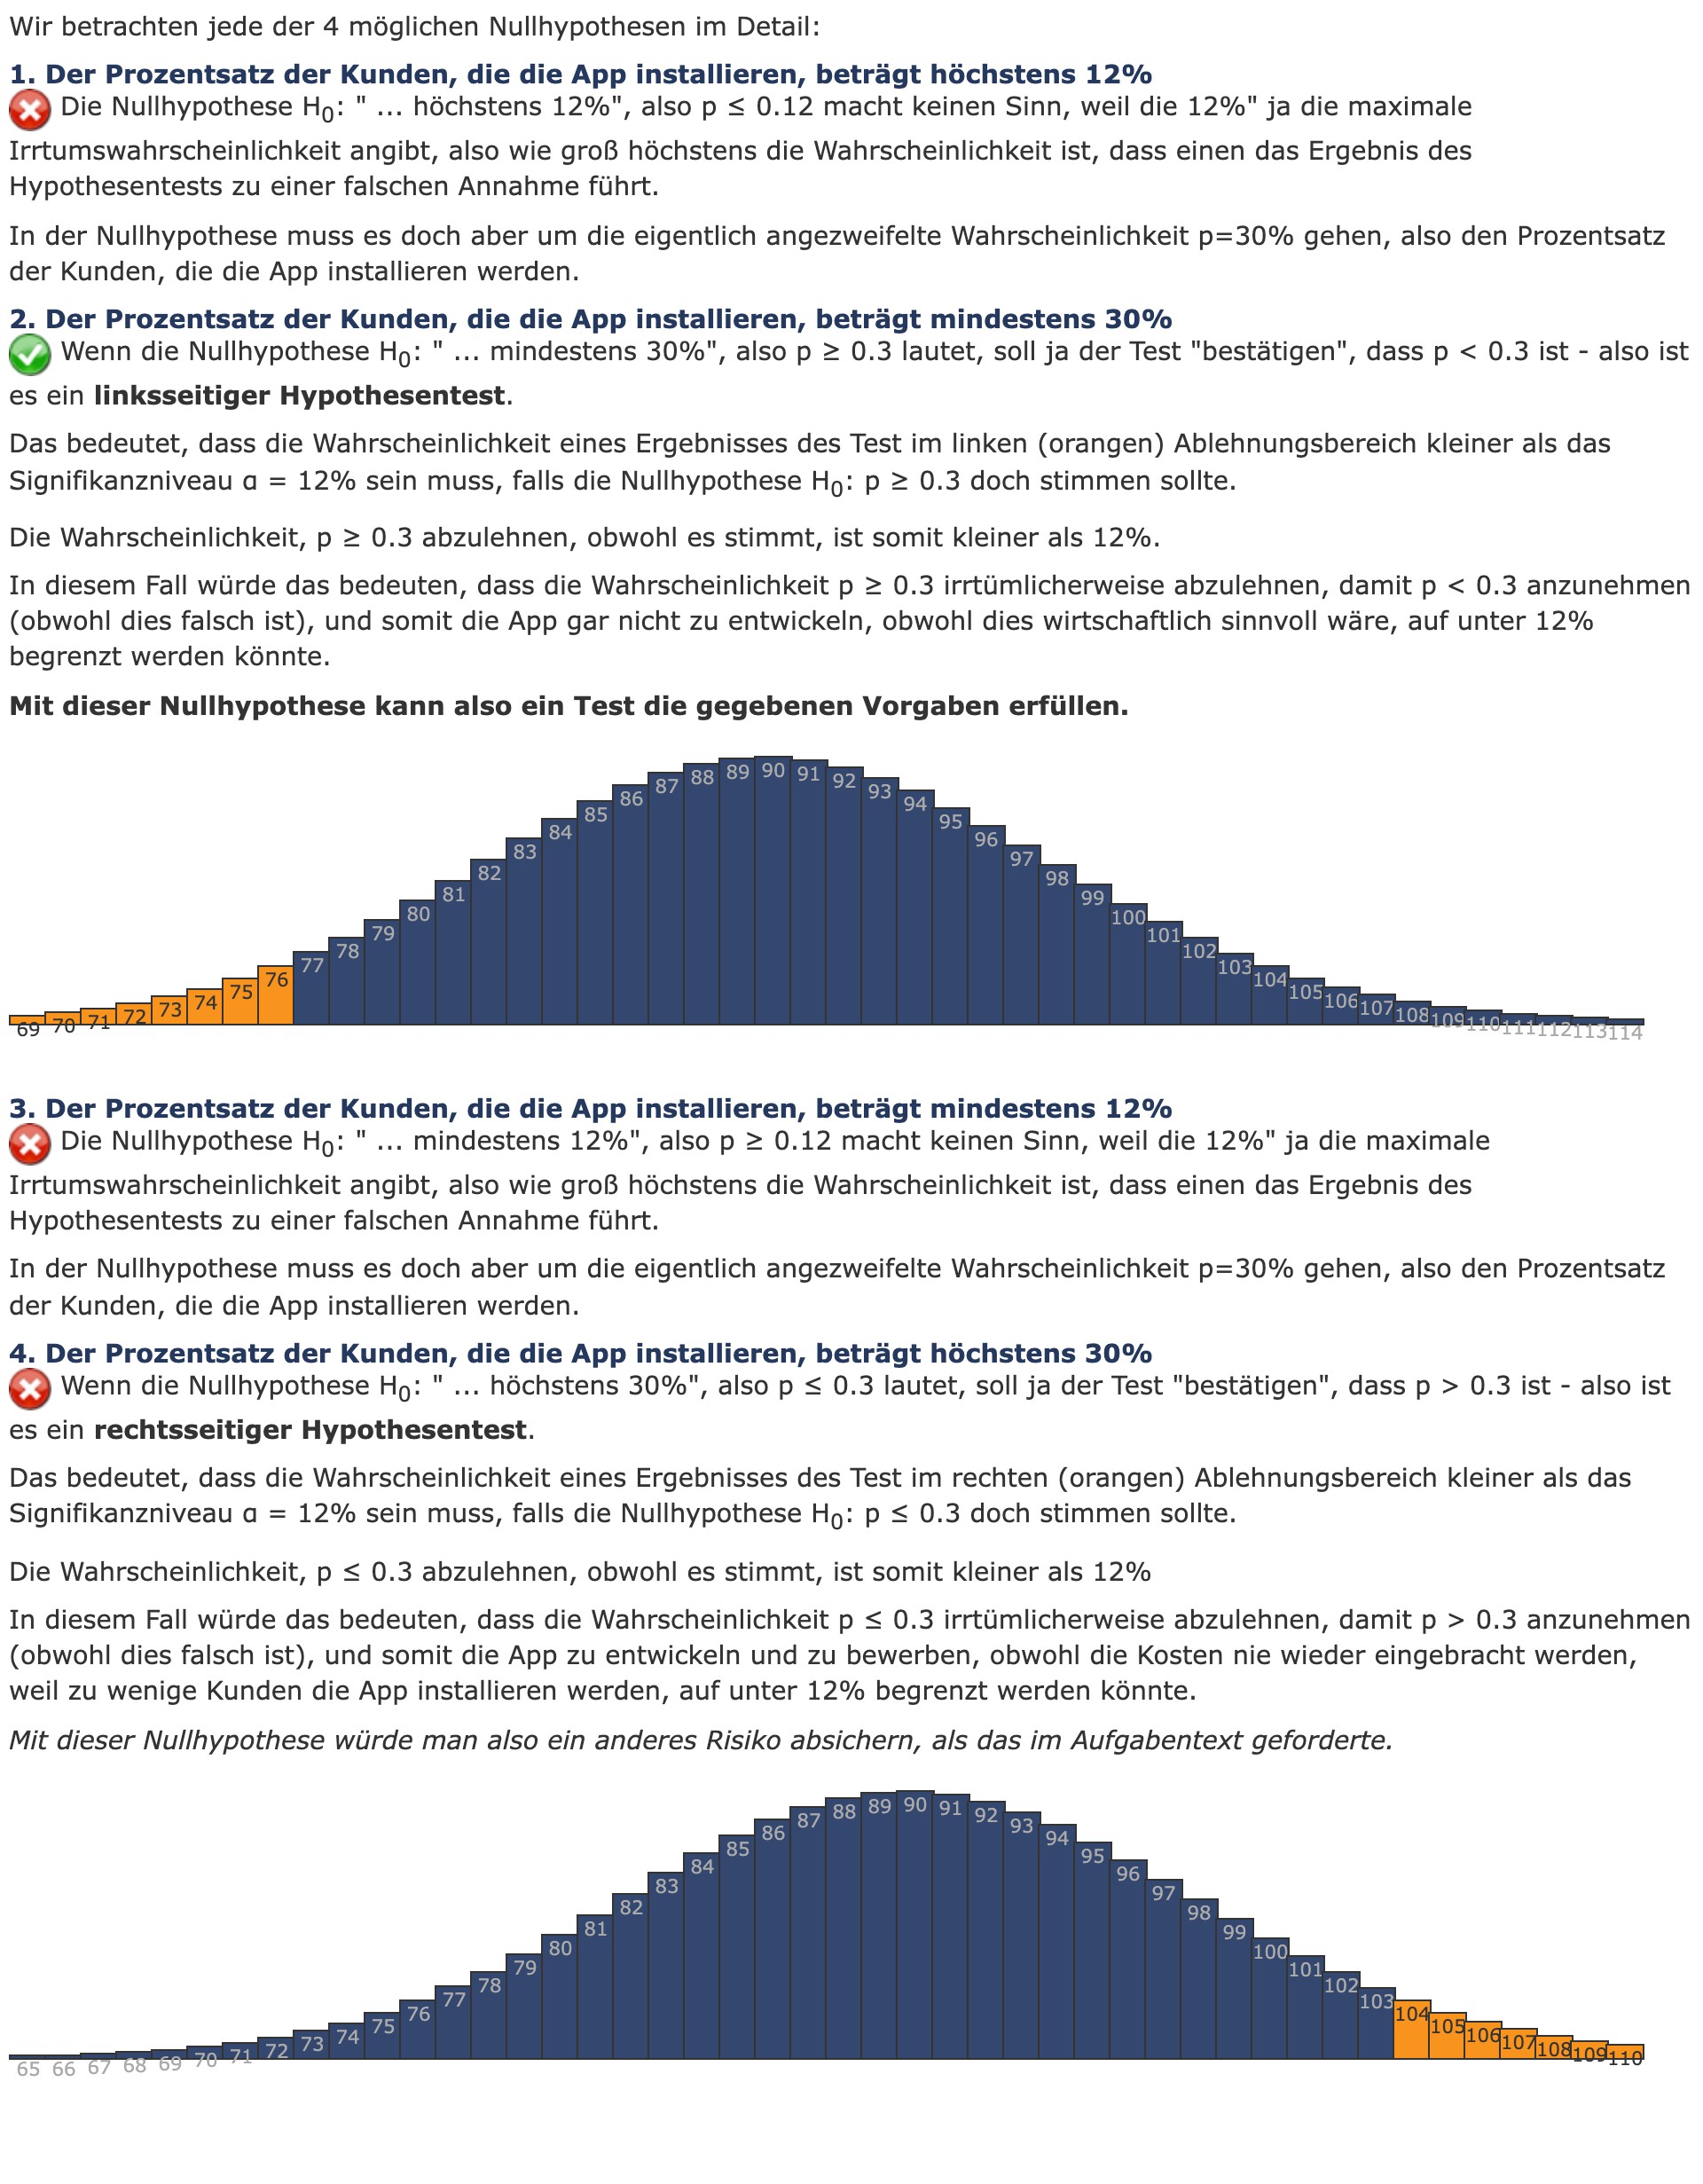 Wir betrachten jede der 4 möglichen Nullhypothesen im Detail:
1. Der Prozentsatz der Kunden, die die App installieren, beträgt höchstens 12%
Die Nullhypothese H0: " ... höchstens 12%", also p ≤ 0.12 macht keinen Sinn, weil die 12%" ja die maximale
Irrtumswahrscheinlichkeit angibt, also wie groß höchstens die Wahrscheinlichkeit ist, dass einen das Ergebnis des
Hypothesentests zu einer falschen Annahme führt.
In der Nullhypothese muss es doch aber um die eigentlich angezweifelte Wahrscheinlichkeit p=30% gehen, also den Prozentsatz
der Kunden, die die App installieren werden.
2. Der Prozentsatz der Kunden, die die App installieren, beträgt mindestens 30%
Wenn die Nullhypothese H0: " ... mindestens 30%", also p ≥ 0.3 lautet, soll ja der Test "bestätigen", dass p < 0.3 ist - also ist
es ein linksseitiger Hypothesentest.
Das bedeutet, dass die Wahrscheinlichkeit eines Ergebnisses des Test im linken (orangen) Ablehnungsbereich kleiner als das
Signifikanzniveau α = 12% sein muss, falls die Nullhypothese H0: p ≥ 0.3 doch stimmen sollte.
Die Wahrscheinlichkeit, p ≥ 0.3 abzulehnen, obwohl es stimmt, ist somit kleiner als 12%.
In diesem Fall würde das bedeuten, dass die Wahrscheinlichkeit p ≥ 0.3 irrtümlicherweise abzulehnen, damit p < 0.3 anzunehmen
(obwohl dies falsch ist), und somit die App gar nicht zu entwickeln, obwohl dies wirtschaftlich sinnvoll wäre, auf unter 12%
begrenzt werden könnte.
Mit dieser Nullhypothese kann also ein Test die gegebenen Vorgaben erfüllen.
69 70 71 72 73 74 75 76 77 78 79 80 81 82 83 84 85 86 87 88 89 90 91 92 93 94 95 96 97 98 99 100 101 102 103 104 105 106 107 108 109 110 111 112 113 114
3. Der Prozentsatz der Kunden, die die App installieren, beträgt mindestens 12%
Die Nullhypothese H0: " ... mindestens 12%", also p ≥ 0.12 macht keinen Sinn, weil die 12%" ja die maximale
Irrtumswahrscheinlichkeit angibt, also wie groß höchstens die Wahrscheinlichkeit ist, dass einen das Ergebnis des
Hypothesentests zu einer falschen Annahme führt.
In der Nullhypothese muss es doch aber um die eigentlich angezweifelte Wahrscheinlichkeit p=30% gehen, also den Prozentsatz
der Kunden, die die App installieren werden.
4. Der Prozentsatz der Kunden, die die App installieren, beträgt höchstens 30%
Wenn die Nullhypothese H0: " ... höchstens 30%", also p ≤ 0.3 lautet, soll ja der Test "bestätigen", dass p > 0.3 ist - also ist
es ein rechtsseitiger Hypothesentest.
Das bedeutet, dass die Wahrscheinlichkeit eines Ergebnisses des Test im rechten (orangen) Ablehnungsbereich kleiner als das
Signifikanzniveau α = 12% sein muss, falls die Nullhypothese H0: p ≤ 0.3 doch stimmen sollte.
Die Wahrscheinlichkeit, p ≤ 0.3 abzulehnen, obwohl es stimmt, ist somit kleiner als 12%
In diesem Fall würde das bedeuten, dass die Wahrscheinlichkeit p ≤ 0.3 irrtümlicherweise abzulehnen, damit p > 0.3 anzunehmen
(obwohl dies falsch ist), und somit die App zu entwickeln und zu bewerben, obwohl die Kosten nie wieder eingebracht werden,
weil zu wenige Kunden die App installieren werden, auf unter 12% begrenzt werden könnte.
Mit dieser Nullhypothese würde man also ein anderes Risiko absichern, als das im Aufgabentext geforderte.
65 66 67 68 69 70 71 72 73 74 75 76 77 78 79 80 81 82 83 84 85 86 87 88 89 90 91 92 93 94 95 96 97 98 99 100 101 102 103 104 105 106 107 108 109 110